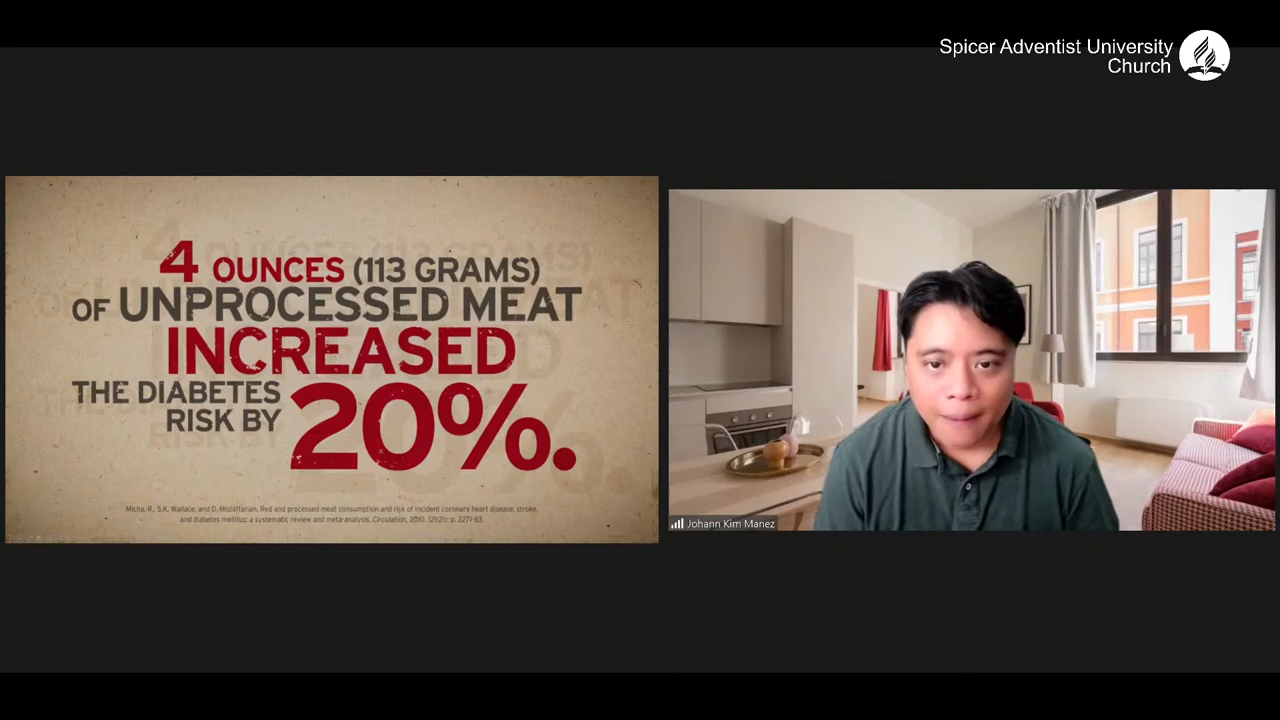 Spicer Adventist University
Church
4 OUNCES (113 GRAMS)
OF UNPROCESSED MEAT
INCREASED
THE DIABETES
RISK BY
20%.
Micha, R., S.K. Wallace, and D. Mozaffarian. Red and processed meat consumption and risk of incident coronary heart disease, stroke,
and diabetes mellitus: a systematic review and meta-analysis. Circulation, 2010. 121(21): p. 2271-83.
Johann Kim Manez